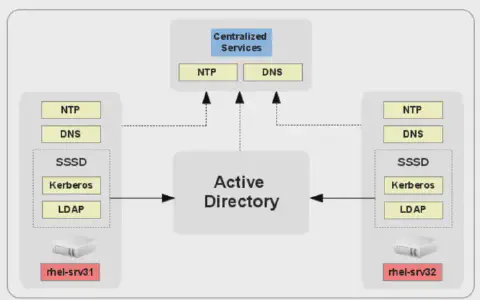 Centralized
Services
NTP
DNS
NTP
DNS
SSSD
Kerberos
LDAP
rhel-srv31
Active
Directory
NTP
DNS
SSSD
Kerberos
LDAP
rhel-srv32